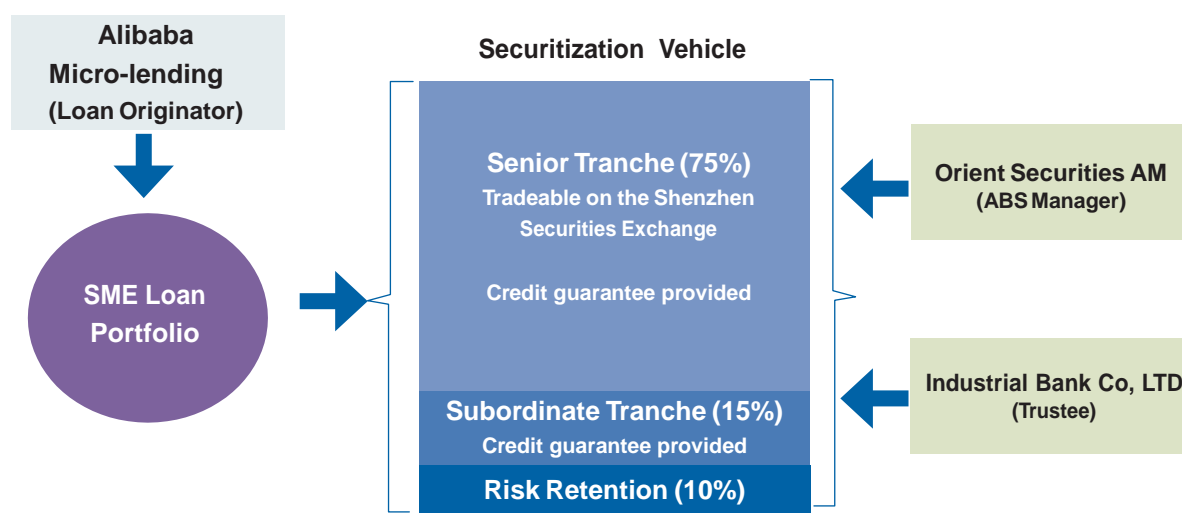 Alibaba
Micro-lending
(Loan Originator)
SME Loan
Portfolio
Securitization Vehicle
Senior Tranche (75%)
Tradeable on the Shenzhen
Securities Exchange
Credit guarantee provided
Subordinate Tranche (15%)
Credit guarantee provided
Risk Retention (10%)
Orient Securities AM
(ABS Manager)
Industrial Bank Co, LTD
(Trustee)